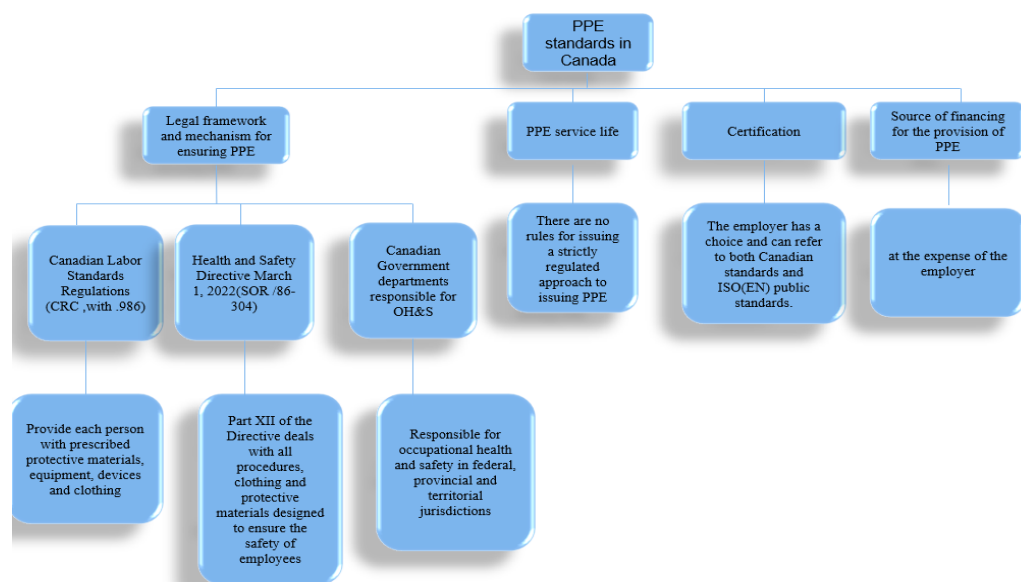 PPE
standards in
Canada
Legal framework
and mechanism for
ensuring PPE
PPE service life
Certification
Source of financing
for the provision of
PPE
Canadian Labor
Standards
Regulations
(CRC ,with .986)
Health and Safety
Directive March
1, 2022(SOR /86-
304)
Canadian
Government
departments
responsible for
OH&S
There are no
rules for issuing
a strictly
regulated
approach to
issuing PPE
The employer has a
choice and can refer
to both Canadian
standards and
ISO(EN) public
standards.
at the expense of the
employer
Provide each person
with prescribed
protective materials,
equipment, devices
and clothing
Part XII of the
Directive deals
with all
procedures,
clothing and
protective
materials designed
to ensure the
safety of
employees
Responsible for
occupational health
and safety in federal,
provincial and
territorial
jurisdictions